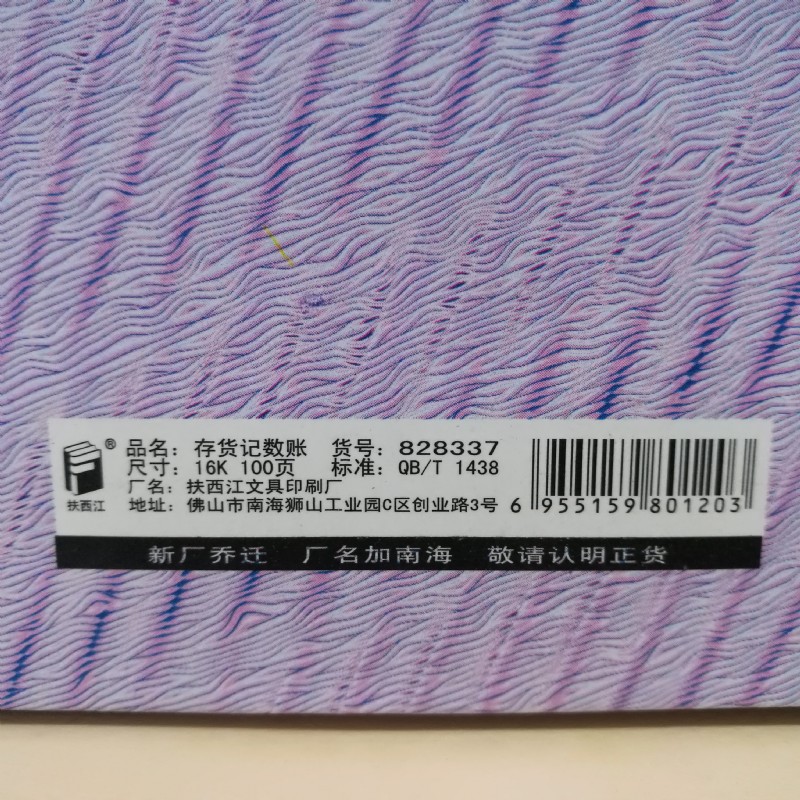 品名：存货记数账 货号：828337
尺寸：16K 100页 标准：QB/T 1438
厂名：扶西江文具印刷厂
地址：佛山市南海狮山工业园C区创业路3号
扶西江
®
6 955159 801203
新厂乔迁 厂名加南海 敬请认明正货